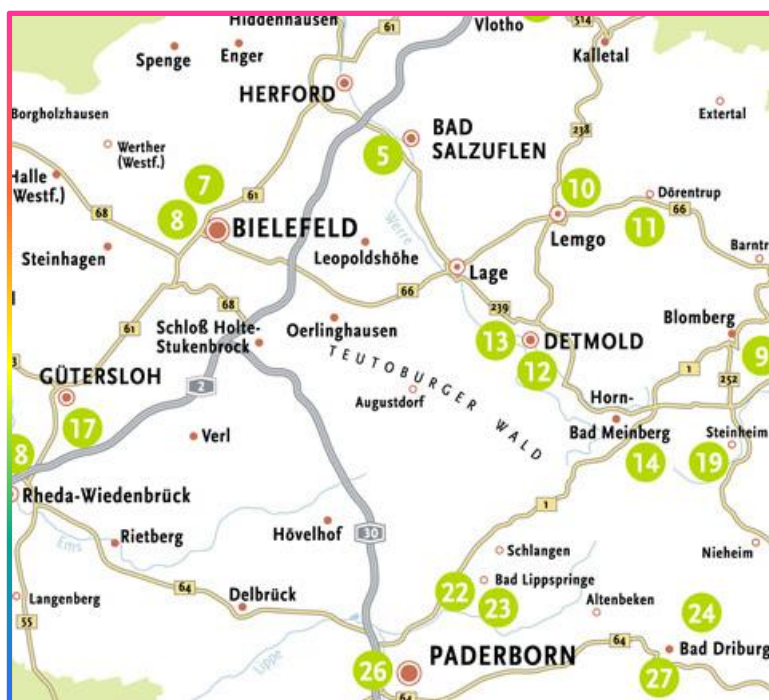 Hiddenhausen
61
Vlotho
514
Spenge
Enger
Kalletal
HERFORD
Borgholzhausen
Extertal
BAD
SALZUFLEN
238
Werther
(Westf.)
5
Halle
(Westf.)
7
61
10
Dörentrup
68
8
BIELEFELD
Werre
Lemgo
11
66
Steinhagen
Leopoldshöhe
Lage
Barntr
66
68
239
61
Schloß Holte-
Stukenbrock
Oerlinghausen
13
DETMOLD
Blomberg
TEUTOBURGER WALD
12
9
GÜTERSLOH
2
Augustdorf
1
252
Horn-
Bad Meinberg
17
Verl
Steinheim
8
14
19
Rheda-Wiedenbrück
1
Ems
Rietberg
Hövelhof
30
Schlangen
Nieheim
Bad Lippspringe
64
22
23
Langenberg
Delbrück
Altenbeken
24
55
64
Bad Driburg
Lippe
PADERBORN
26
27
64